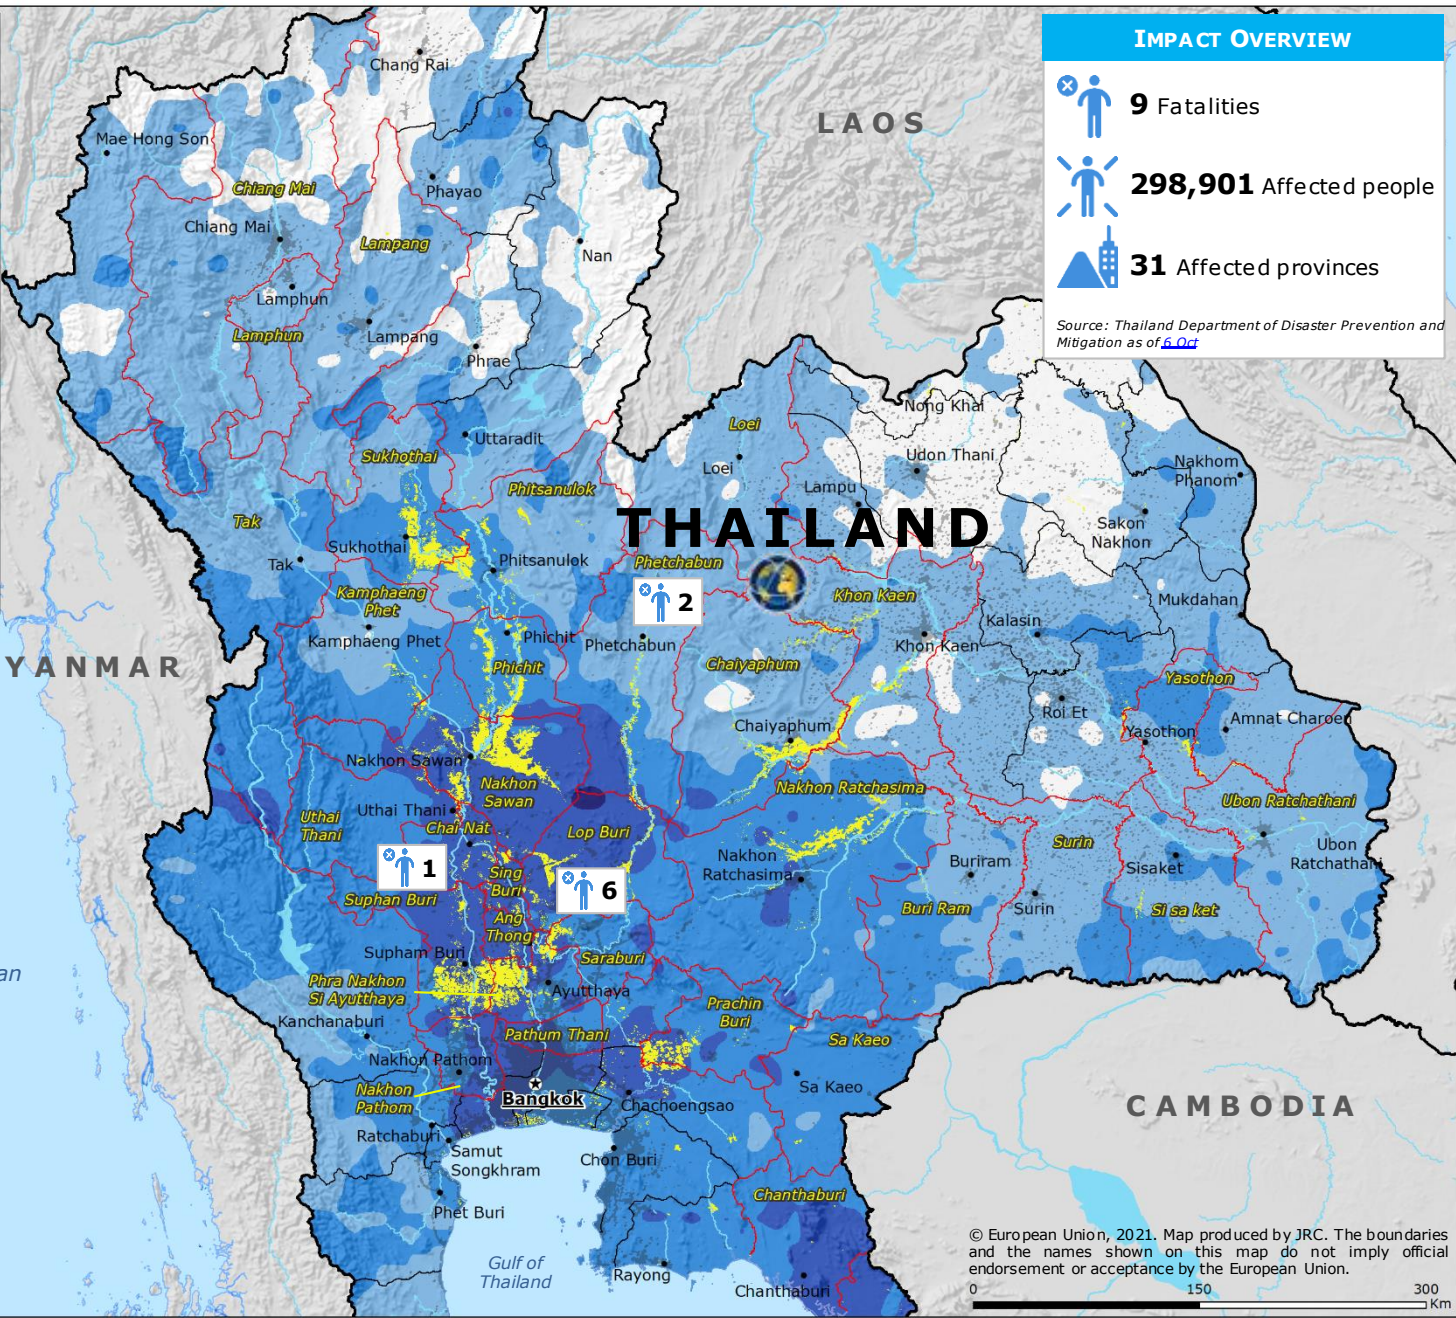 IMPACT OVERVIEW
9 Fatalities
298,901 Affected people
31 Affected provinces
Source: Thailand Department of Disaster Prevention and
Mitigation as of 6 Oct
LAOS
Chang Rai
Mae Hong Son
Chiang Mai
Phayao
Chiang Mai
Lampang
Nan
Lamphun
Lamphun
Lampang
Phrae
Nong Khai
Loei
Uttaradit
Sukhothai
Loei
Udon Thani
Nakhom
Phanom
Lampu
Phitsanulok
Tak
THAILAND
Sakon
Nakhon
Sukhothai
Tak
Phitsanulok
Phetchabun
Kamphaeng
Phet
2
Khon Kaen
Mukdahan
Kalasin
Kamphaeng Phet
Phichit
Phetchabun
Khon Kaen
YANMAR
Phichit
Chaiyaphum
Yasothon
Roi Et
Amnat Charoen
Chaiyaphum
Yasothon
Nakhon Sawan
Nakhon
Sawan
Nakhon Ratchasima
Ubon Ratchathani
Uthai Thani
Uthai
Thani
Chai Nat
Lop Buri
Surin
Ubon
Ratchathani
1
Nakhon
Ratchasima
Buriram
Sisaket
Sing
Buri
6
Suphan Buri
Buri Ram
Surin
Si sa ket
Ang
Thong
Supham Buri
Saraburi
an
Phra Nakhon
Si Ayutthaya
Ayutthaya
Kanchanaburi
Prachin
Buri
Pathum Thani
Sa Kaeo
Nakhon Pathom
Sa Kaeo
Nakhon
Pathom
Bangkok
Chachoengsao
CAMBODIA
Ratchaburi
Samut
Songkhram
Chon Buri
Chanthaburi
Phet Buri
Gulf of
Thailand
Rayong
Chanthaburi
© European Union, 2021. Map produced by JRC. The boundaries
and the names shown on this map do not imply official
endorsement or acceptance by the European Union.
0 150 300
Km